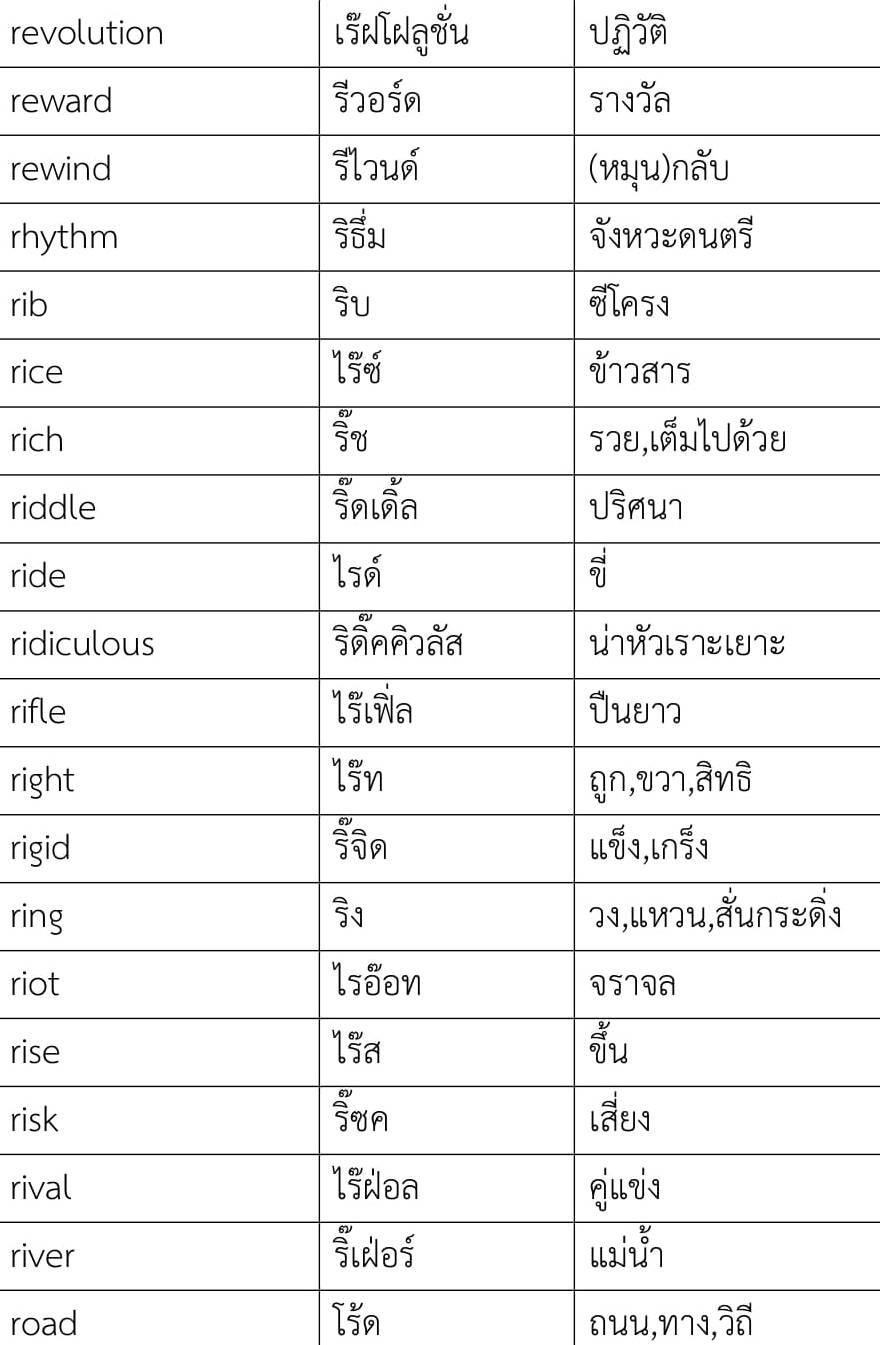 revolution เร๊ฝโฝลูชั่น ปฏิวัติ
reward รีวอร์ด รางวัล
rewind รีไวนด์ (หมุน)กลับ
rhythm ริธึ่ม จังหวะดนตรี
rib ริบ ซีโครง
rice ไร๊ซ์ ข้าวสาร
rich ริ๊ช รวย,เต็มไปด้วย
riddle ริ๊ดเดิ้ล ปริศนา
ride ไรด์ ขี่
ridiculous ริดิ๊คคิวลัส น่าหัวเราะเยาะ
rifle ไร๊เฟิ่ล ปืนยาว
right ไร๊ท ถูก,ขวา,สิทธิ
rigid ริ๊จิด แข็ง,เกร็ง
ring ริง วง,แหวน,สั่นกระดิ่ง
riot ไรอ๊อท จราจล
rise ไร๊ส ขึ้น
risk ริ๊ซค เสี่ยง
rival ไร๊ฝ่อล คู่แข่ง
river ริ๊เฝ่อร์ แม่น้ำ
road โร้ด ถนน,ทาง,วิถี